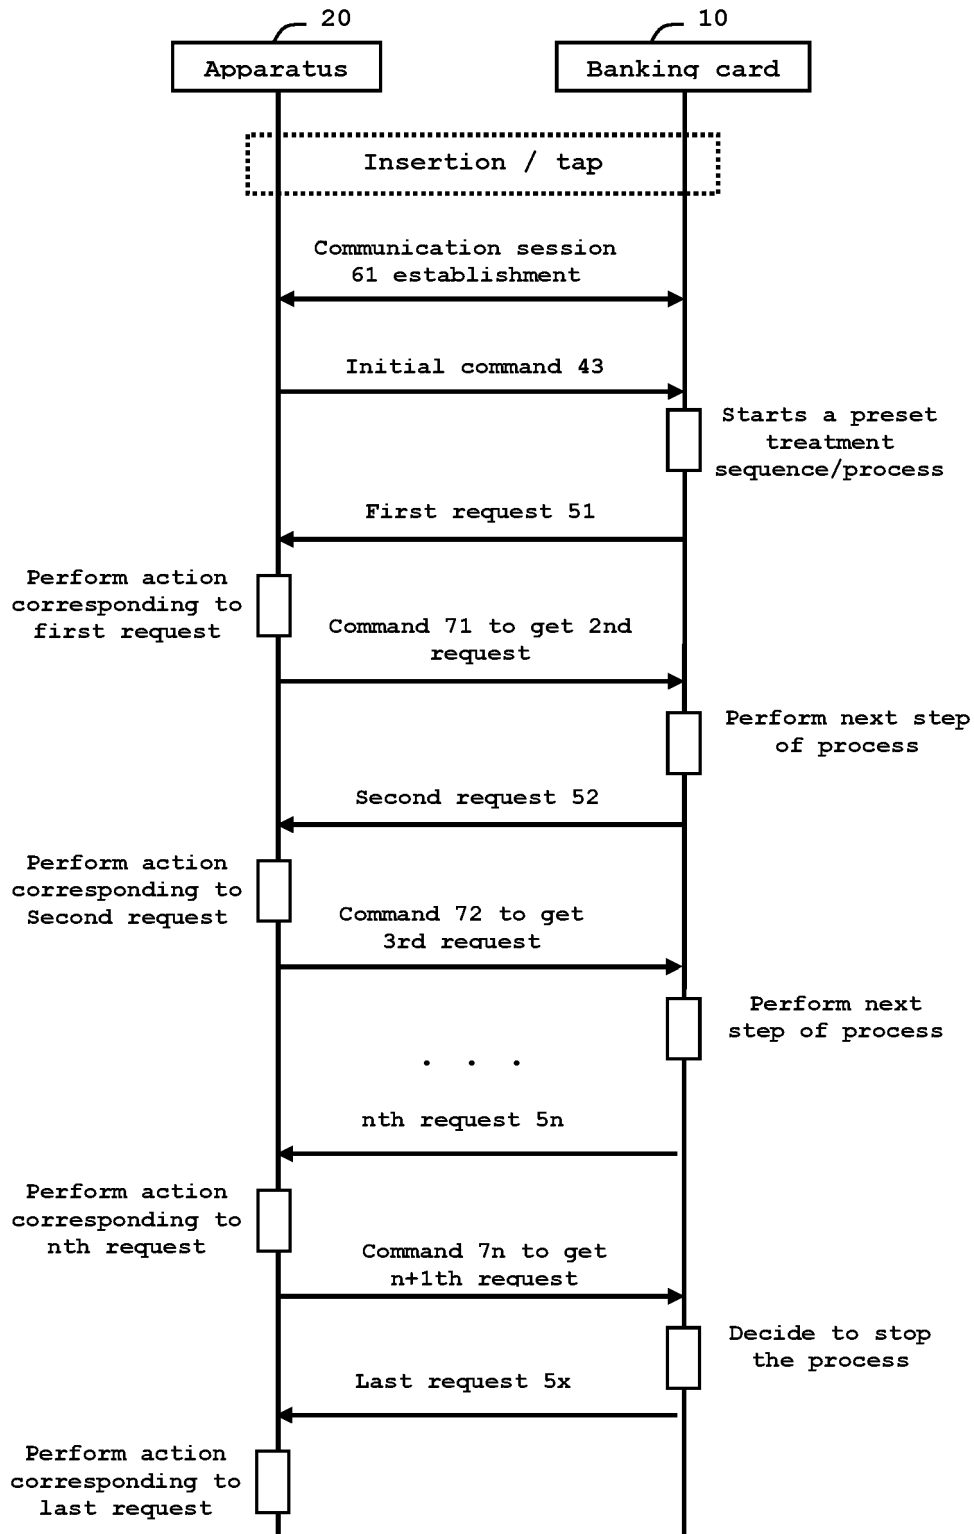 20
10
Apparatus
Banking card
Insertion / tap
Communication session
61 establishment
Initial command 43
Starts a preset
treatment
sequence/process
First request 51
Perform action
corresponding to
first request
Command 71 to get 2nd
request
Perform next step
of process
Second request 52
Perform action
corresponding to
Second request
Command 72 to get
3rd request
Perform next
step of process
. . .
nth request 5n
Perform action
corresponding to
nth request
Command 7n to get
n+1th request
Decide to stop
the process
Last request 5x
Perform action
corresponding to
last request